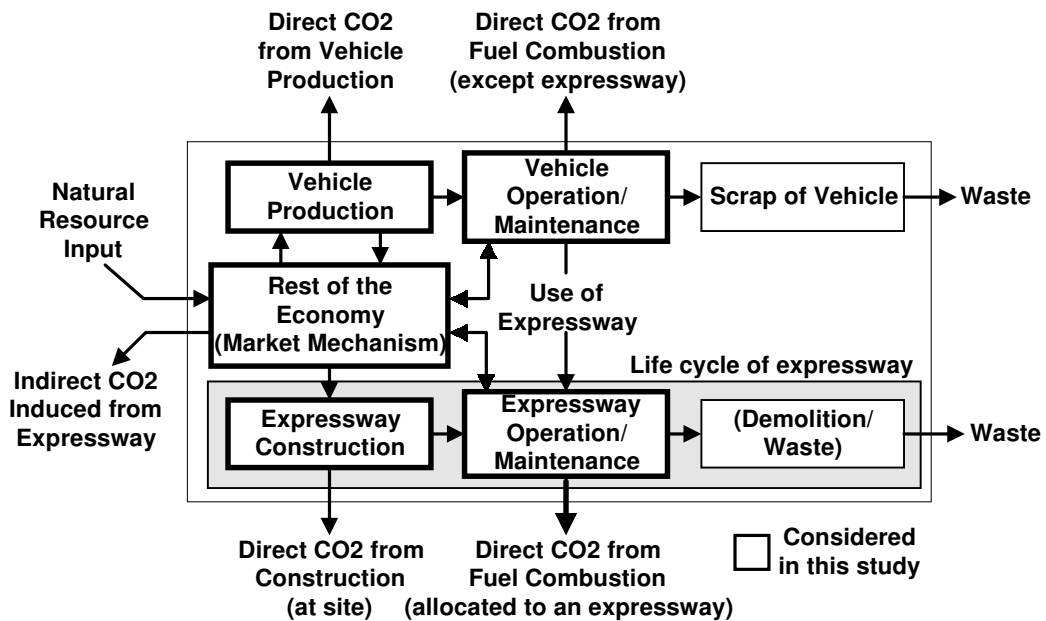 Direct CO2
from Vehicle
Production
Direct CO2 from
Fuel Combustion
(except expressway)
Natural
Resource
Input
Vehicle
Production
Vehicle
Operation/
Maintenance
Scrap of Vehicle
Waste
Rest of the
Economy
(Market Mechanism)
Use of
Expressway
Indirect CO2
Induced from
Expressway
Life cycle of expressway
Expressway
Construction
Expressway
Operation/
Maintenance
(Demolition/
Waste)
Waste
Direct CO2 from
Construction
(at site)
Direct CO2 from
Fuel Combustion
(allocated to an expressway)
Considered
in this study